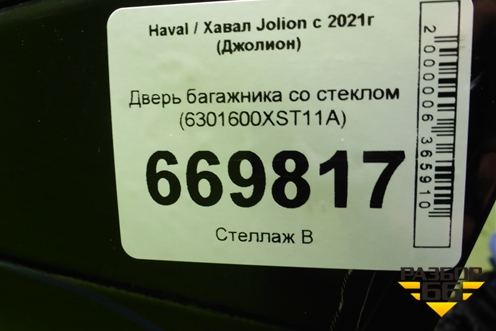 Haval / Хавал Jolion с 2021г
(Джолион)
Дверь багажника со стеклом
(6301600XST11A)
669817
Стеллаж В
2000006365910
РАЗБОР
66